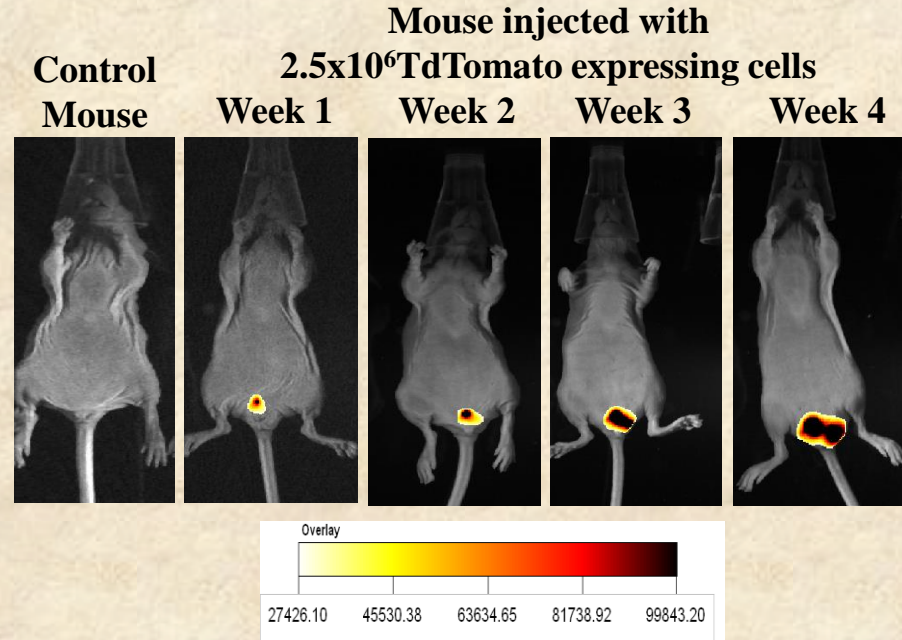 Mouse injected with
2.5x10⁶TdTomato expressing cells
Control
Mouse
Week 1
Week 2
Week 3
Week 4
Overlay
27426.10 45530.38 63634.65 81738.92 99843.20